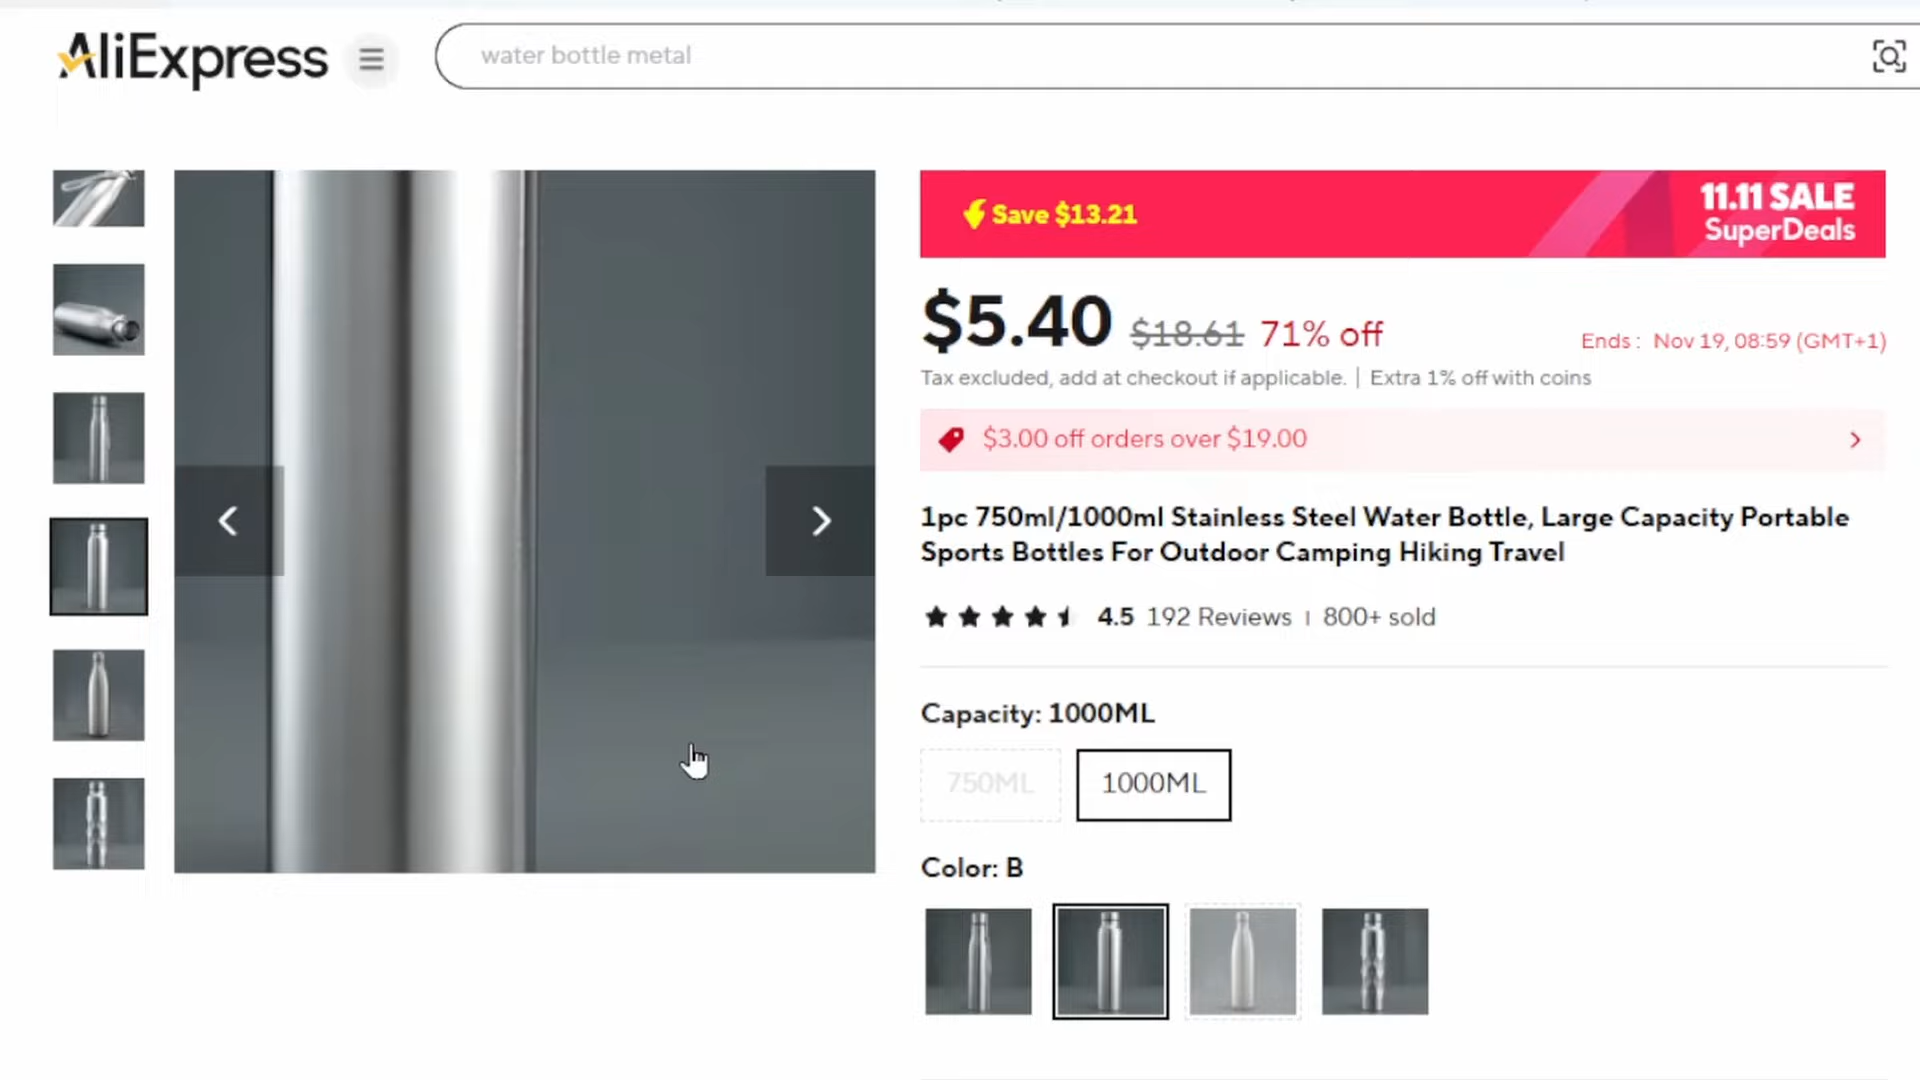 AliExpress
water bottle metal
Save $13.21
11.11 SALE
SuperDeals
$5.40 $18.61 71% off
Ends : Nov 19, 08:59 (GMT+1)
Tax excluded, add at checkout if applicable. | Extra 1% off with coins
$3.00 off orders over $19.00
1pc 750ml/1000ml Stainless Steel Water Bottle, Large Capacity Portable
Sports Bottles For Outdoor Camping Hiking Travel
4.5 192 Reviews | 800+ sold
Capacity: 1000ML
750ML 1000ML
Color: B